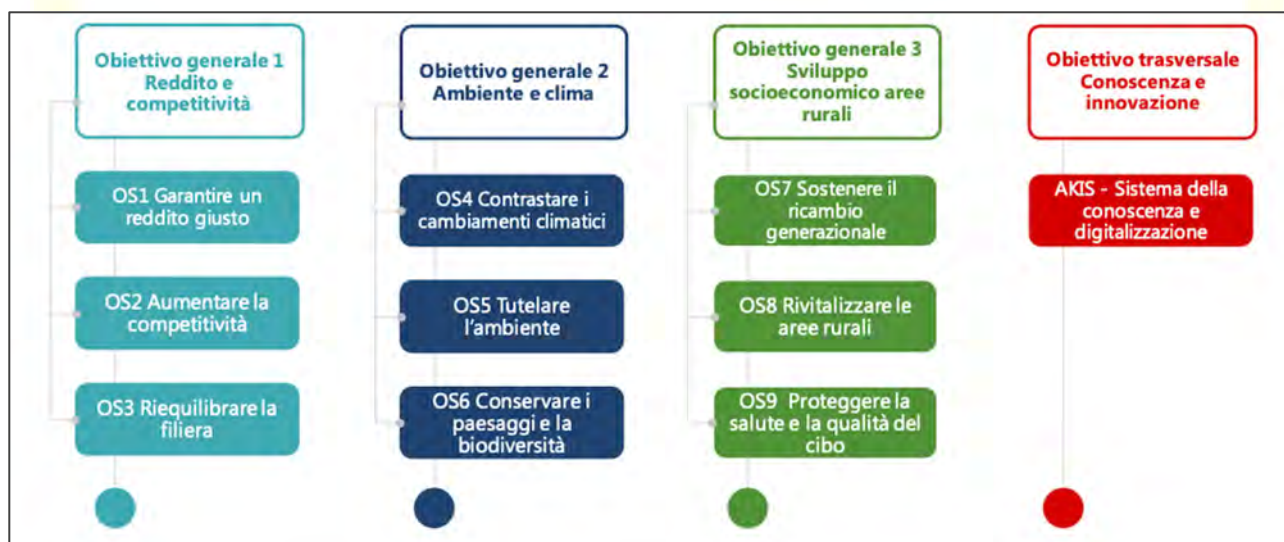 Obiettivo generale 1
Reddito e
competitività
OS1 Garantire un
reddito giusto
OS2 Aumentare la
competitività
OS3 Riequilibrare la
filiera
Obiettivo generale 2
Ambiente e clima
OS4 Contrastare i
cambiamenti climatici
OS5 Tutelare
l'ambiente
OS6 Conservare i
paesaggi e la
biodiversità
Obiettivo generale 3
Sviluppo
socioeconomico aree
rurali
OS7 Sostenere il
ricambio
generazionale
OS8 Rivitalizzare le
aree rurali
OS9 Proteggere la
salute e la qualità del
cibo
Obiettivo trasversale
Conoscenza e
innovazione
AKIS - Sistema della
conoscenza e
digitalizzazione